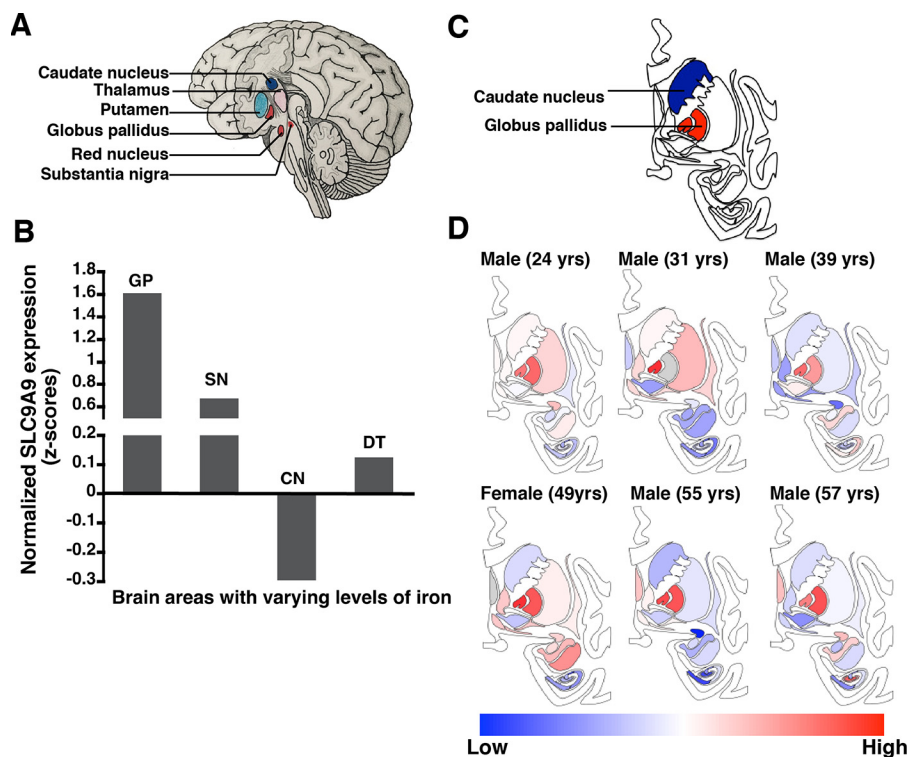 A
Caudate nucleus
Thalamus
Putamen
Globus pallidus
Red nucleus
Substantia nigra
B
Normalized SLC9A9 expression
(z-scores)
1.8
1.6
1.4
1.2
1
0.8
0.6
0.2
0.1
0
-0.1
-0.2
-0.3
GP
SN
CN
DT
Brain areas with varying levels of iron
C
Caudate nucleus
Globus pallidus
D
Male (24 yrs)
Male (31 yrs)
Male (39 yrs)
Female (49yrs)
Male (55 yrs)
Male (57 yrs)
Low
High